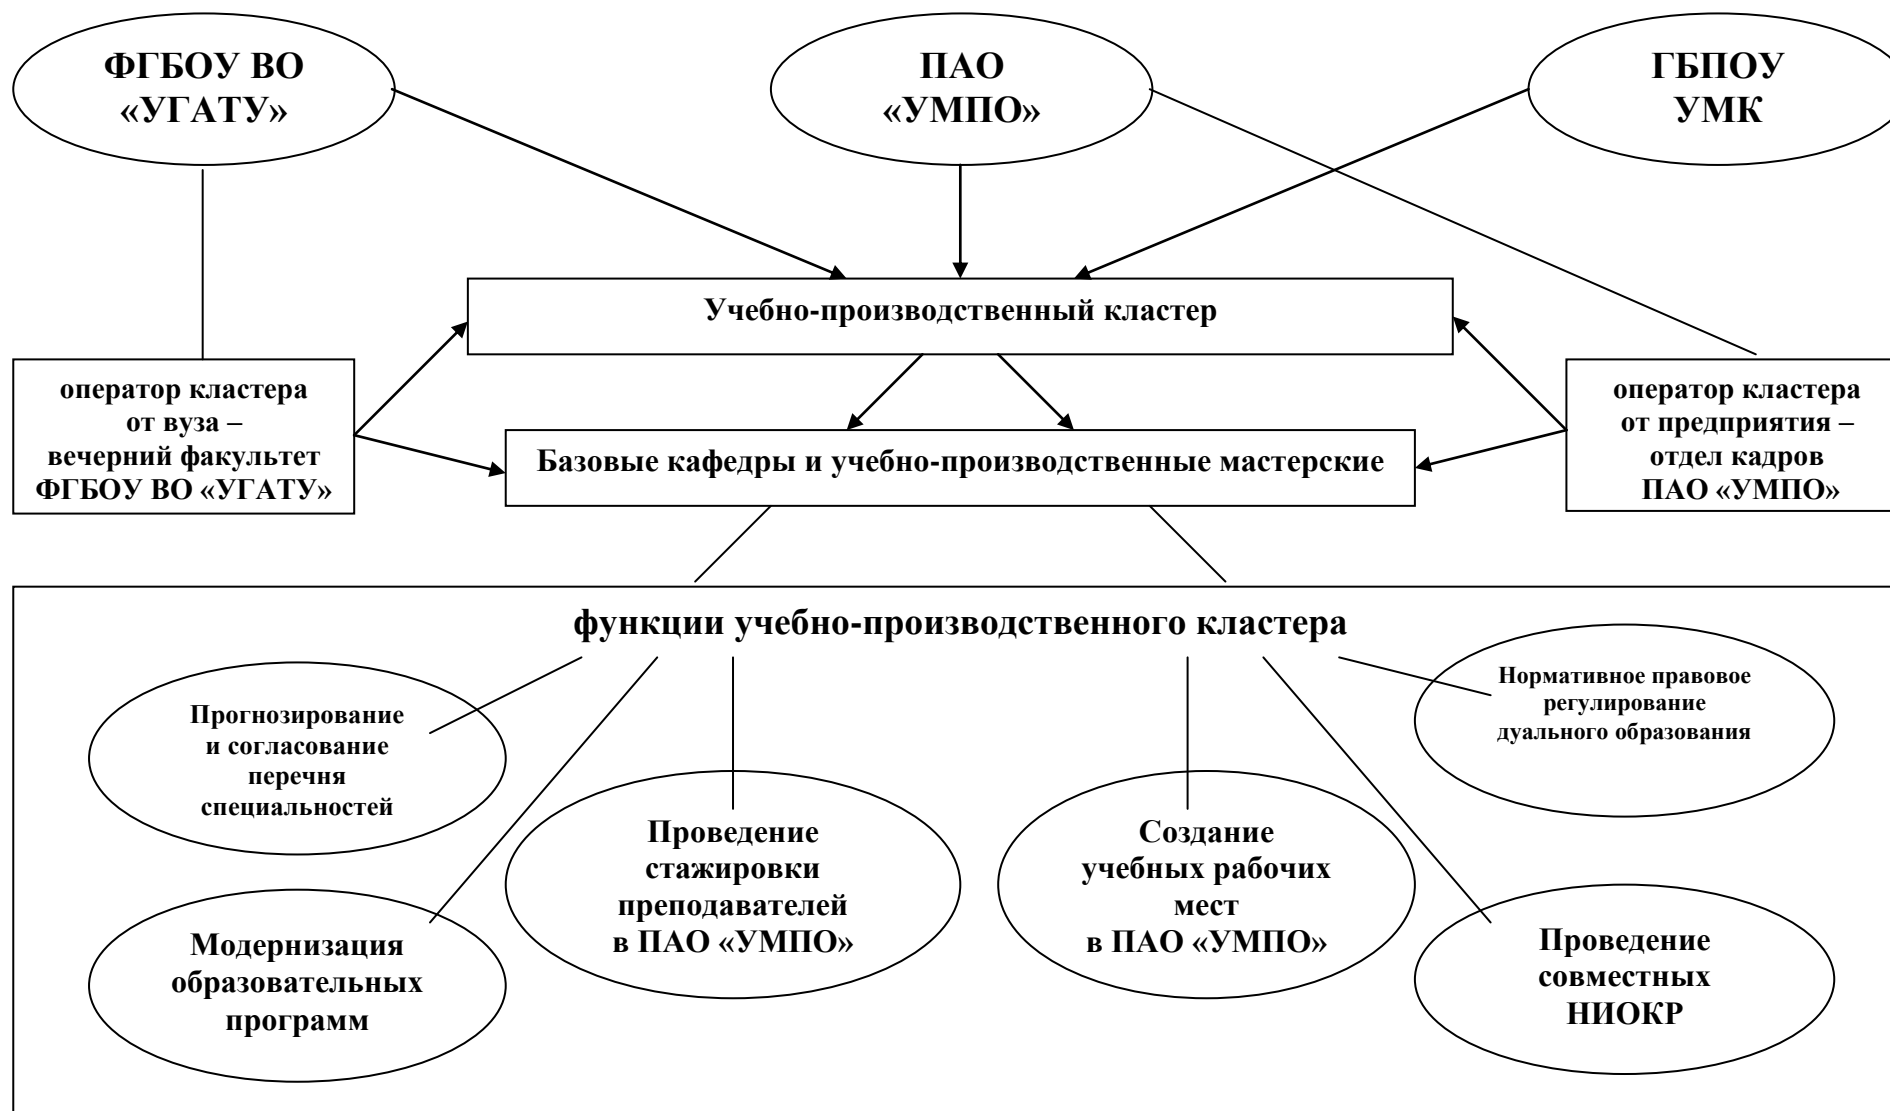 ФГБОУ ВО
«УГАТУ»
ПАО
«УМПО»
ГБПОУ
УМК
Учебно-производственный кластер
оператор кластера
от вуза –
вечерний факультет
ФГБОУ ВО «УГАТУ»
Базовые кафедры и учебно-производственные мастерские
оператор кластера
от предприятия –
отдел кадров
ПАО «УМПО»
функции учебно-производственного кластера
Прогнозирование
и согласование
перечня
специальностей
Модернизация
образовательных
программ
Проведение
стажировки
преподавателей
в ПАО «УМПО»
Создание
учебных рабочих
мест
в ПАО «УМПО»
Нормативное правовое
регулирование
дуального образования
Проведение
совместных
НИОКР